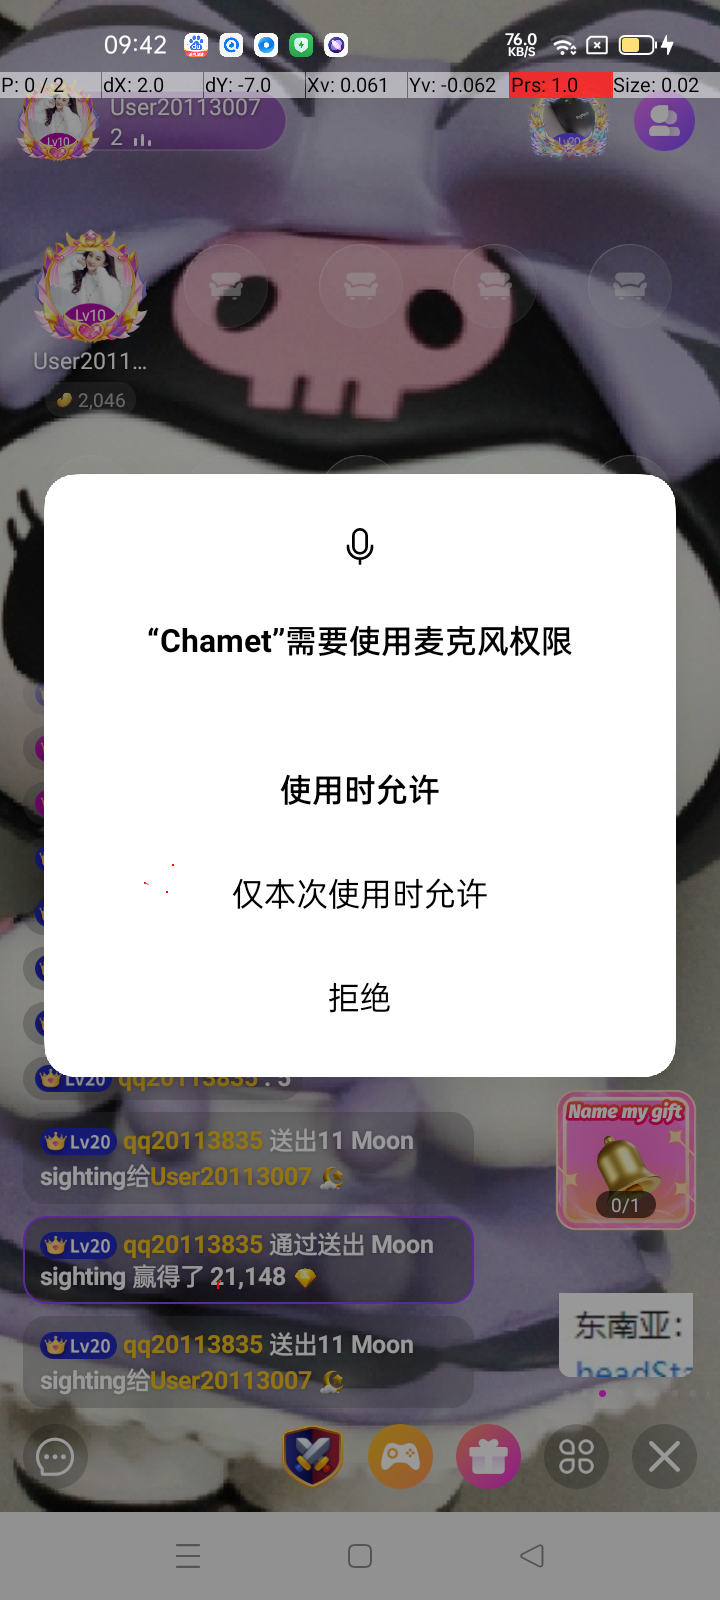 09:42
76.0
KB/S
P: 0 / 2
dX: 2.0
dY: -7.0
Xv: 0.061
Yv: -0.062
Prs: 1.0
Size: 0.02
User20113007
2
Lv10
Lv20
Lv10
User2011...
2,046
“Chamet”需要使用麦克风权限
使用时允许
仅本次使用时允许
拒绝
Lv20 qq20113835 : 5
Lv20 qq20113835 送出11 Moon
sighting给User20113007
Name my gift
0/1
Lv20 qq20113835 通过送出 Moon
sighting 赢得了 21,148
东南亚：
headSta
Lv20 qq20113835 送出11 Moon
sighting给User20113007